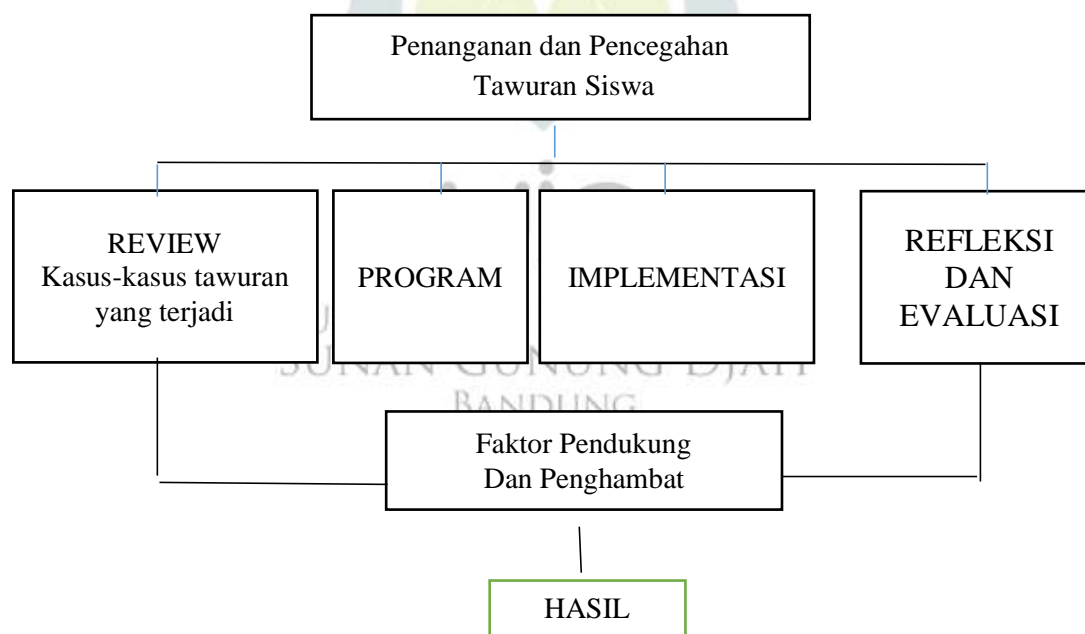 Penanganan dan Pencegahan
Tawuran Siswa
REVIEW
Kasus-kasus tawuran
yang terjadi
PROGRAM
IMPLEMENTASI
REFLEKSI
DAN
EVALUASI
SUNAN GUNUNG DJATI
BANDUNG
Faktor Pendukung
Dan Penghambat
HASIL